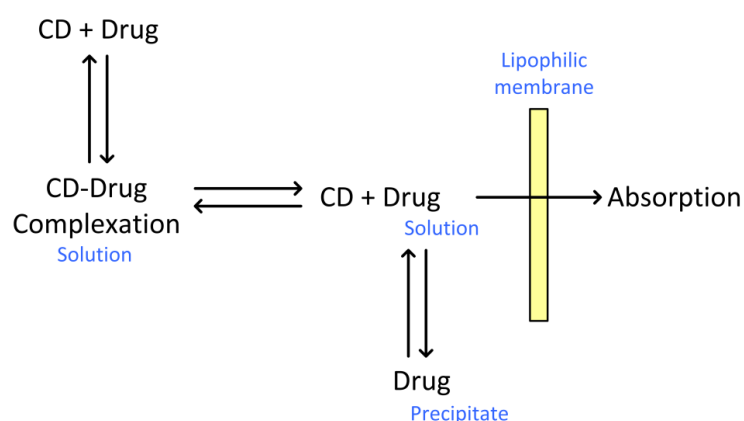 CD + Drug
Lipophilic
membrane
CD-Drug
Complexation
Solution
CD + Drug
Solution
Absorption
Drug
Precipitate